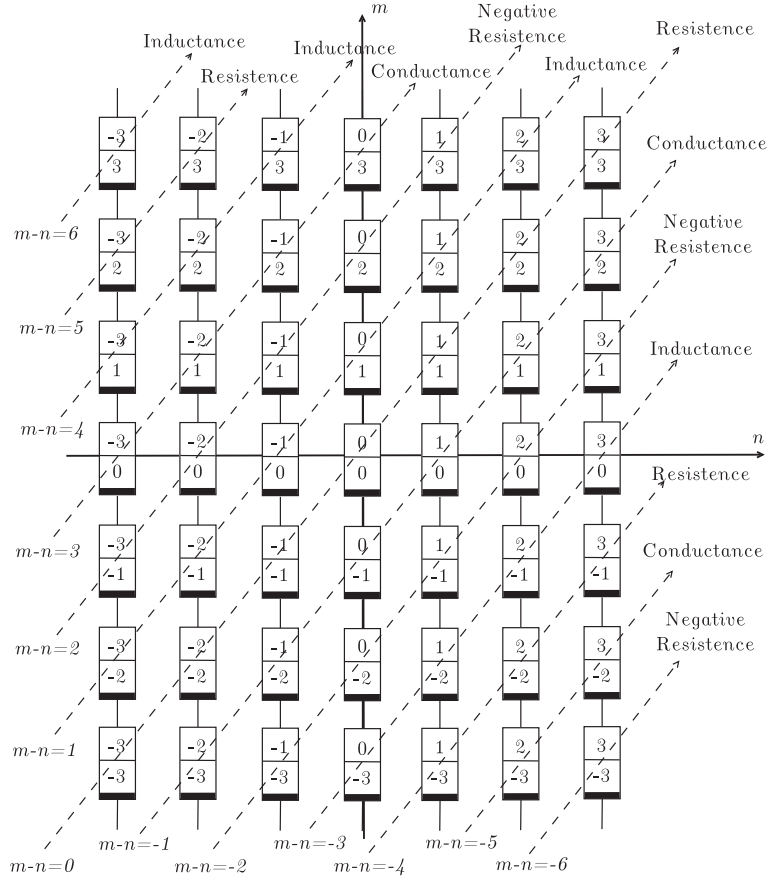 m
Negative
Resistence
Inductance
Inductance
Resistence
Resistence
Conductance
Inductance
-3 -2 -1 0 1 2 3
3 3 3 3 3 3 3
Conductance
m-n=6
Negative
Resistence
-3 -2 -1 0 1 2 3
2 2 2 2 2 2 2
m-n=5
-3 -2 -1 0 1 2 3
Inductance
1 1 1 1 1 1 1
m-n=4
-3 -2 -1 0 1 2 3
n
0 0 0 0 0 0 0
Resistence
m-n=3
-3 -2 -1 0 1 2 3
Conductance
-1 -1 -1 -1 -1 -1 -1
m-n=2
Negative
Resistence
-3 -2 -1 0 1 2 3
-2 -2 -2 -2 -2 -2 -2
m-n=1
-3 -2 -1 0 1 2 3
-3 -3 -3 -3 -3 -3 -3
m-n=0 m-n=-1 m-n=-2 m-n=-3 m-n=-4 m-n=-5 m-n=-6